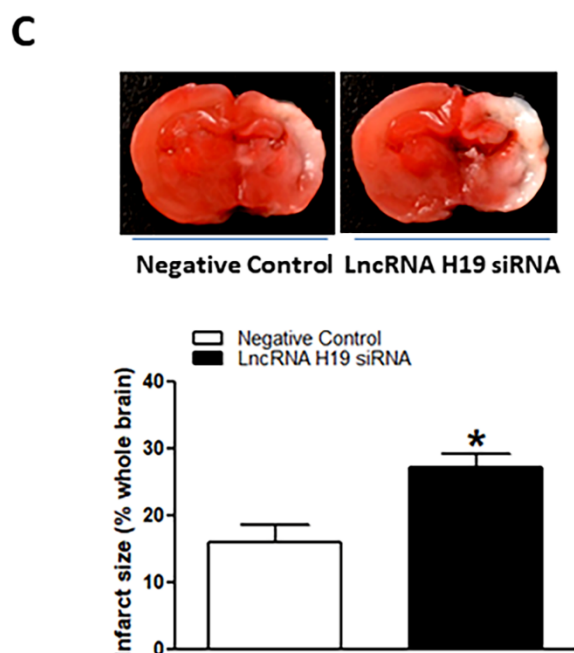 C
Negative Control LncRNA H19 siRNA
Negative Control
LncRNA H19 siRNA
nfarct size (% whole brain)
40
30
20
10
0
*